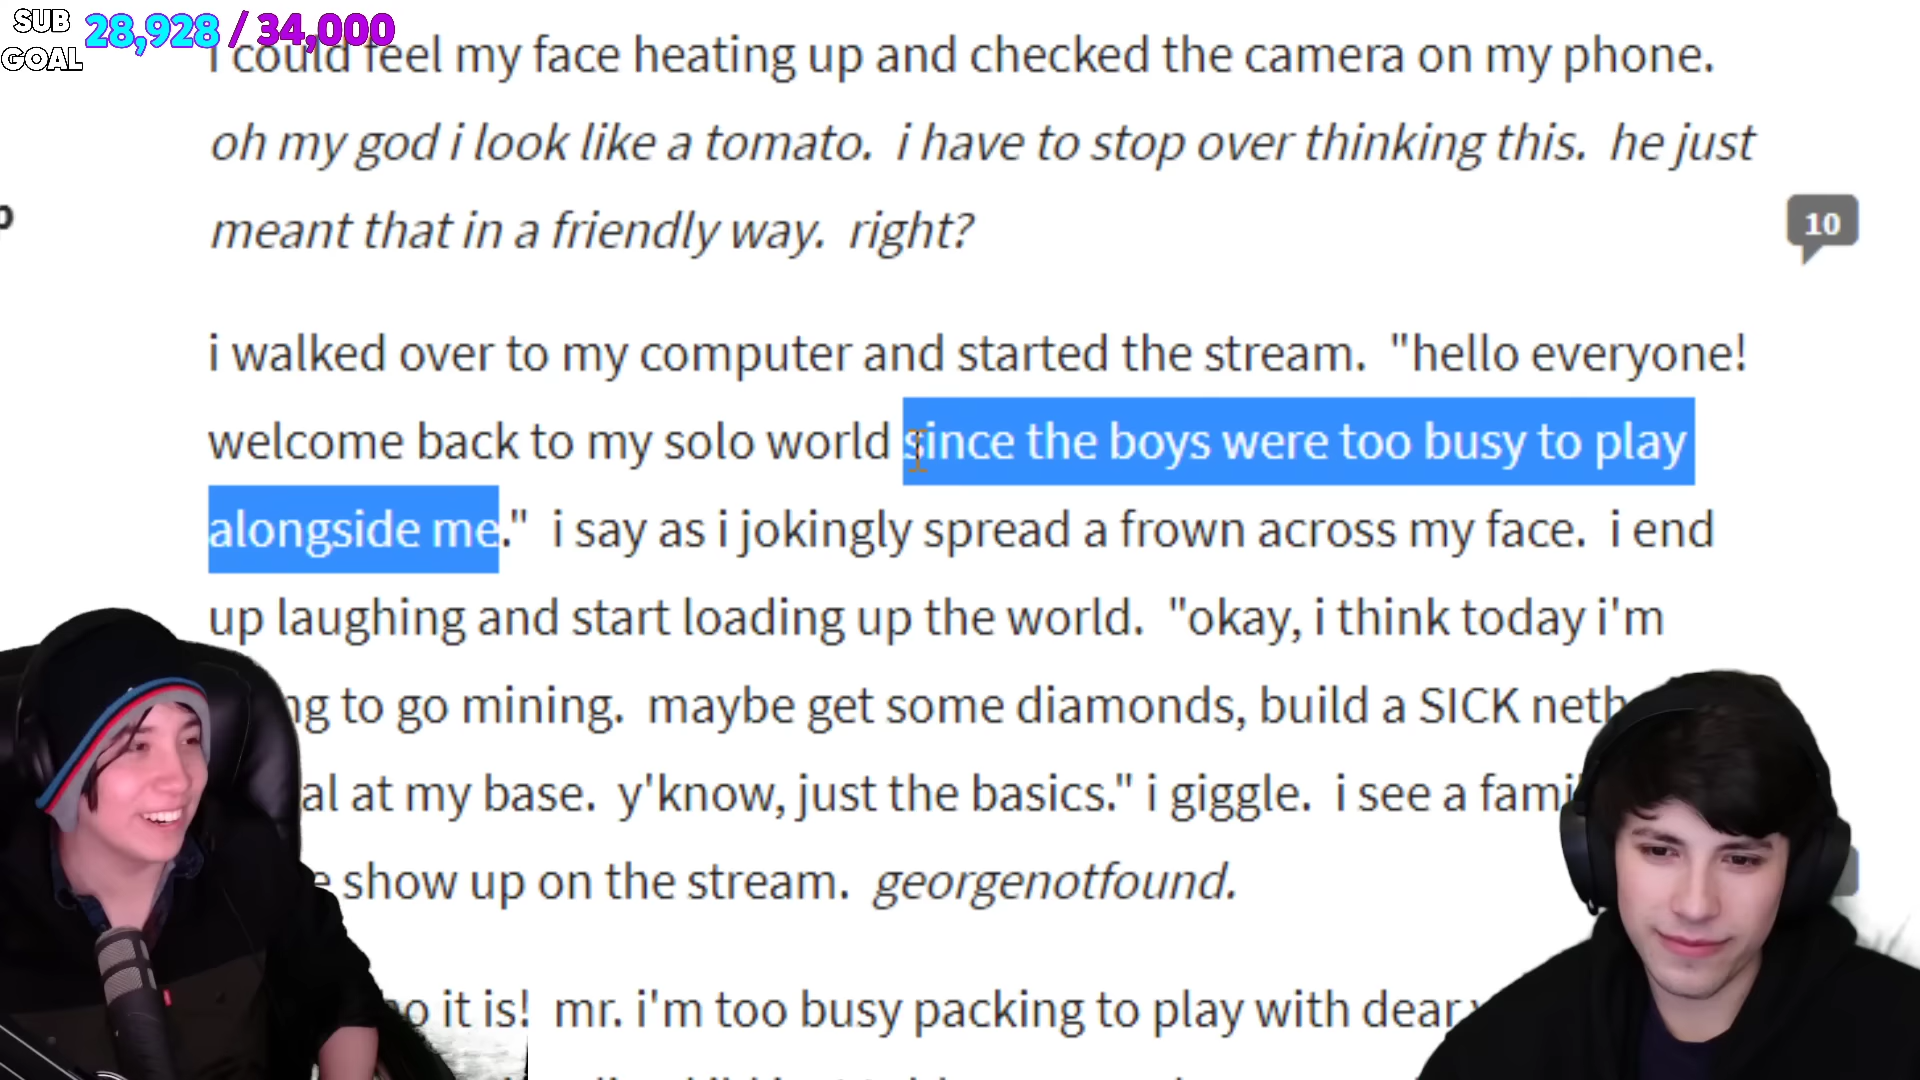 SUB GOAL 28,928 / 34,000
i could feel my face heating up and checked the camera on my phone.
oh my god i look like a tomato. i have to stop over thinking this. he just
meant that in a friendly way. right?
10
i walked over to my computer and started the stream. "hello everyone!
welcome back to my solo world since the boys were too busy to play
alongside me." i say as i jokingly spread a frown across my face. i end
up laughing and start loading up the world. "okay, i think today i'm
to go mining. maybe get some diamonds, build a SICK
at my base. y'know, just the basics." i giggle. i see a
show up on the stream. georgenotfound.
it is! mr. i'm too busy packing to play with dear